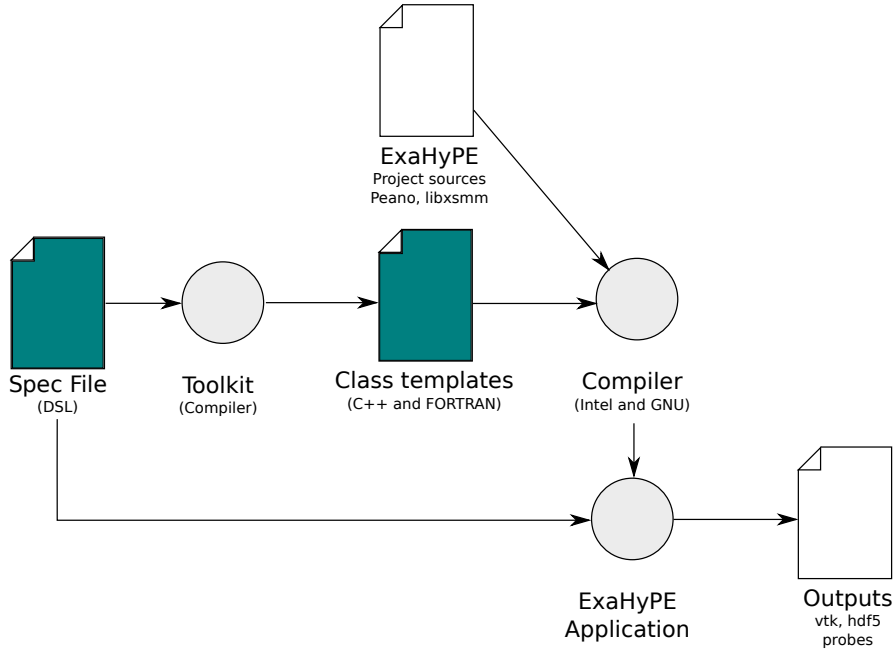 ExaHyPE
Project sources
Peano, libxsmm
Spec File
(DSL)
Toolkit
(Compiler)
Class templates
(C++ and FORTRAN)
Compiler
(Intel and GNU)
ExaHyPE
Application
Outputs
vtk, hdf5
probes